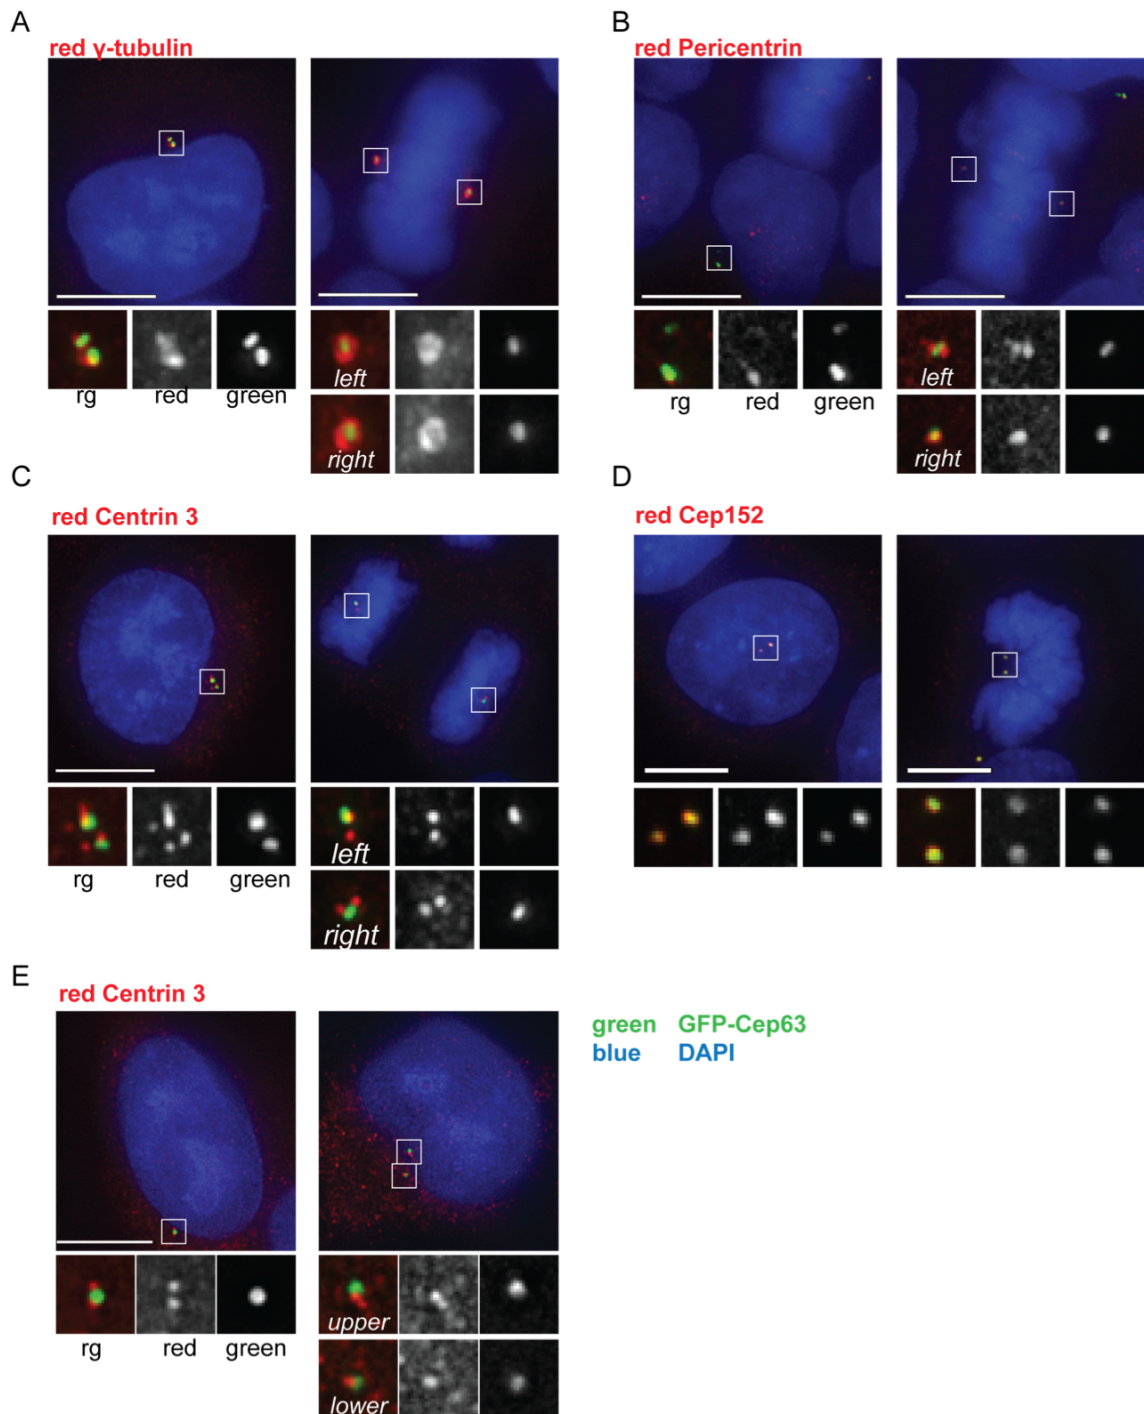 A
red γ-tubulin
rg red green
left
right
B
red Pericentrin
rg red green
left
right
C
red Centrin 3
rg red green
left
right
D
red Cep152
E
red Centrin 3
rg red green
upper
lower
green GFP-Cep63
blue DAPI